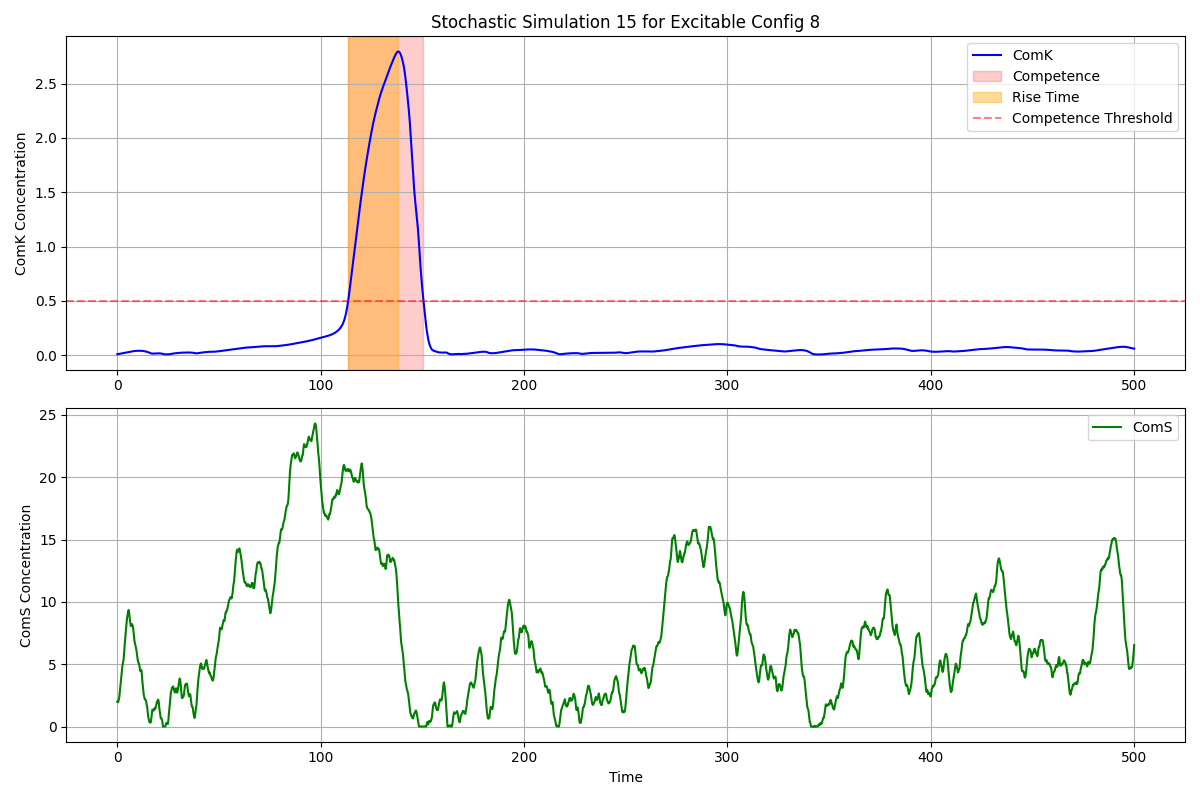 Stochastic Simulation 15 for Excitable Config 8
ComK Concentration
2.5
2.0
1.5
1.0
0.5
0.0
ComK
Competence
Rise Time
Competence Threshold
0 100 200 300 400 500
ComS Concentration
25
20
15
10
5
0
ComS
0 100 200 300 400 500
Time